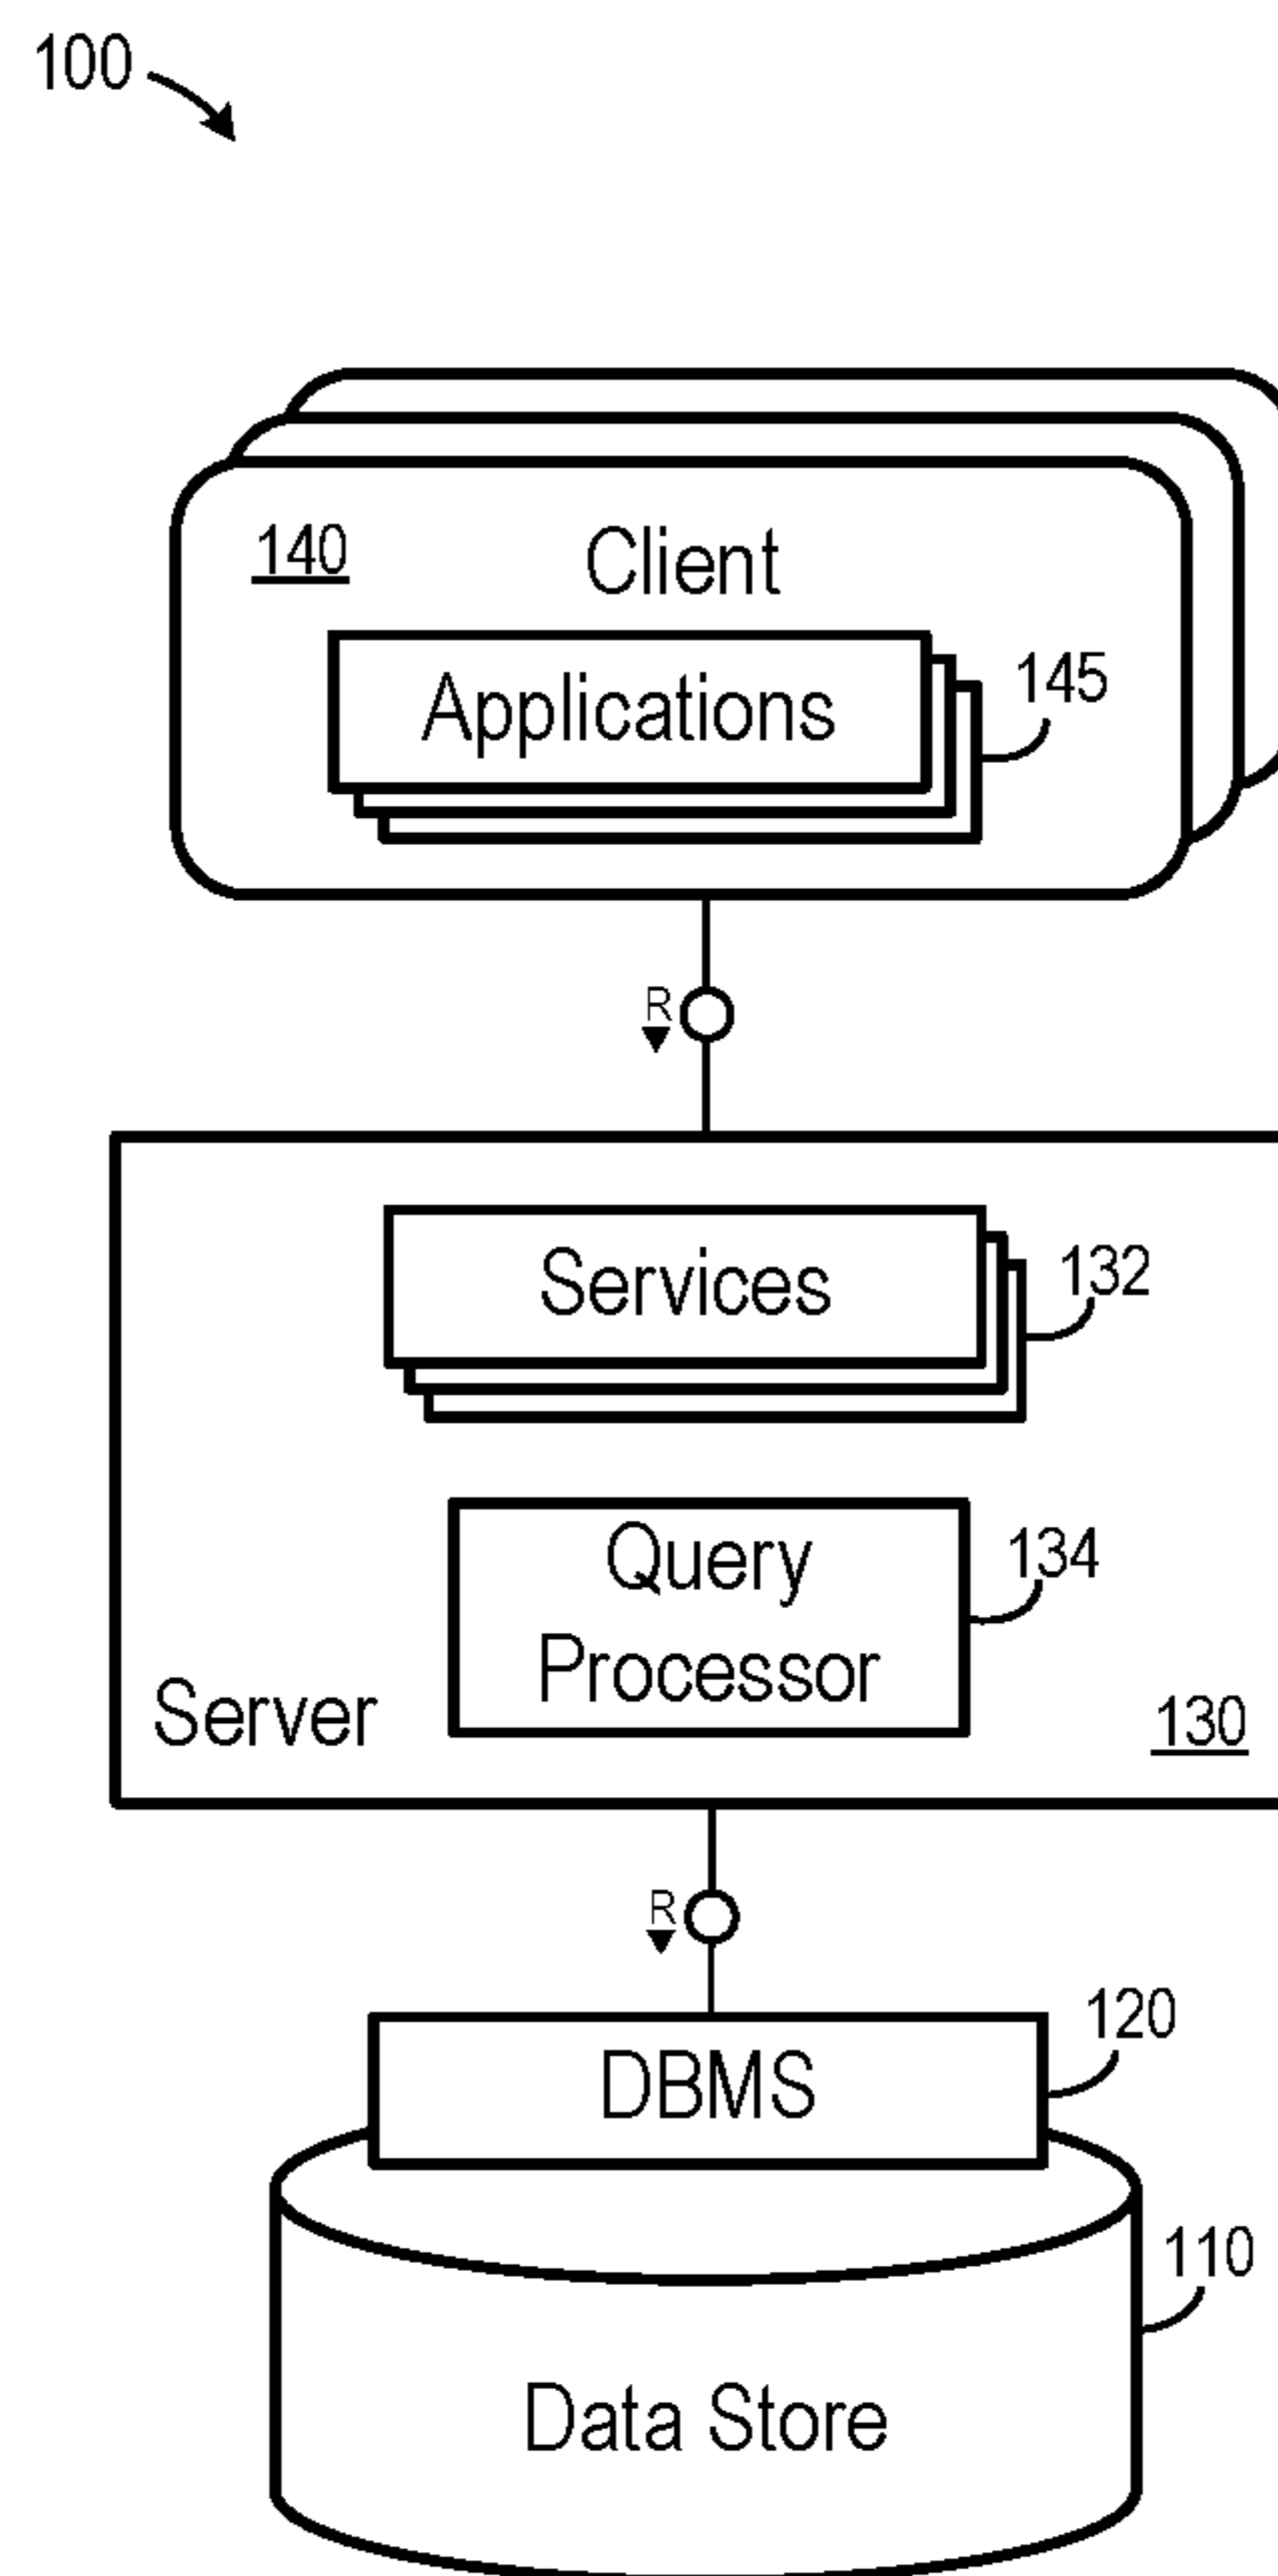 100
140 Client
Applications 145
R
Services 132
Query
Processor
134
Server
130
R
DBMS 120
110
Data Store